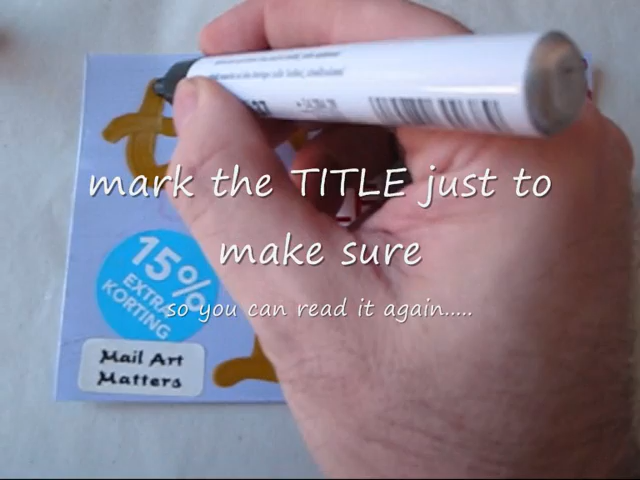 mark the TITLE just to
make sure
so you can read it again.....
15%
EXTRA
KORTING
Mail Art
Matters